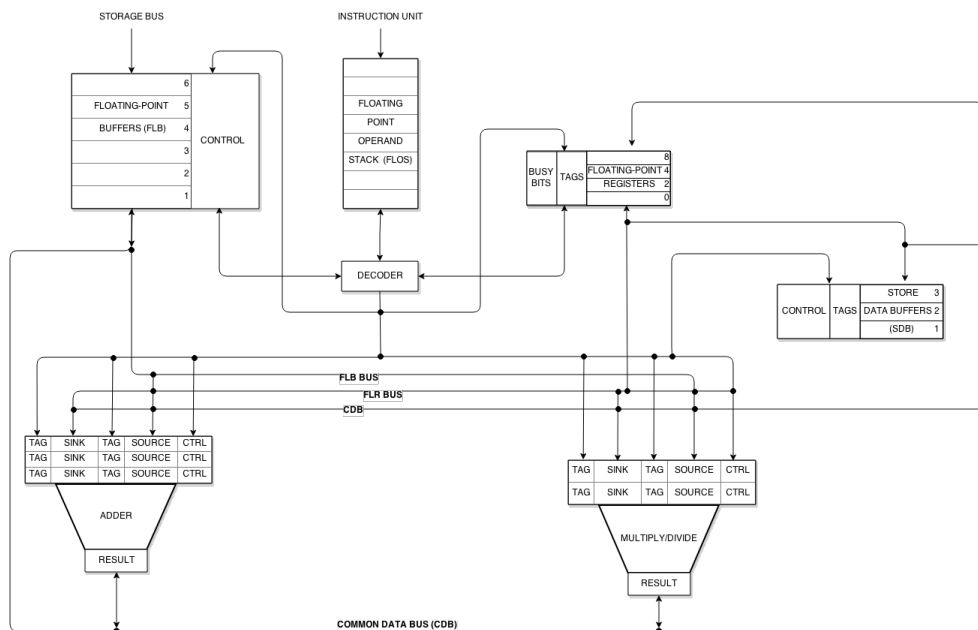 STORAGE BUS
INSTRUCTION UNIT
6
FLOATING-POINT 5
BUFFERS (FLB) 4
3
2
1
CONTROL
FLOATING
POINT
OPERAND
STACK (FLOS)
BUSY
BITS
TAGS
8
FLOATING-POINT 4
REGISTERS 2
0
DECODER
CONTROL
TAGS
STORE 3
DATA BUFFERS 2
(SDB) 1
FLB BUS
FLR BUS
CDB
TAG SINK TAG SOURCE CTRL
TAG SINK TAG SOURCE CTRL
TAG SINK TAG SOURCE CTRL
ADDER
RESULT
TAG SINK TAG SOURCE CTRL
TAG SINK TAG SOURCE CTRL
MULTIPLY/DIVIDE
RESULT
COMMON DATA BUS (CDB)